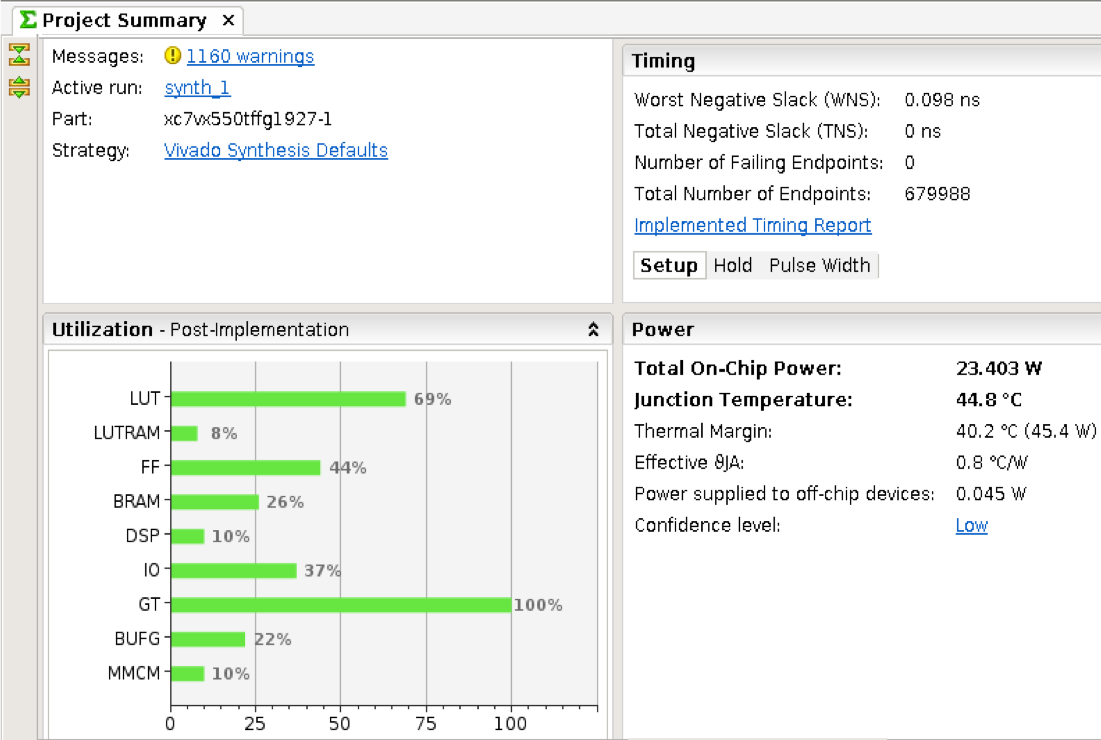 Project Summary ×
Messages: 1160 warnings
Active run: synth_1
Part: xc7vx550tffg1927-1
Strategy: Vivado Synthesis Defaults
Timing
Worst Negative Slack (WNS): 0.098 ns
Total Negative Slack (TNS): 0 ns
Number of Failing Endpoints: 0
Total Number of Endpoints: 679988
Implemented Timing Report
Setup Hold Pulse Width
Utilization - Post-Implementation
LUT 69%
LUTRAM 8%
FF 44%
BRAM 26%
DSP 10%
IO 37%
GT 100%
BUFG 22%
MMCM 10%
0 25 50 75 100
Power
Total On-Chip Power: 23.403 W
Junction Temperature: 44.8 °C
Thermal Margin: 40.2 °C (45.4 W)
Effective ϑJA: 0.8 °C/W
Power supplied to off-chip devices: 0.045 W
Confidence level: Low